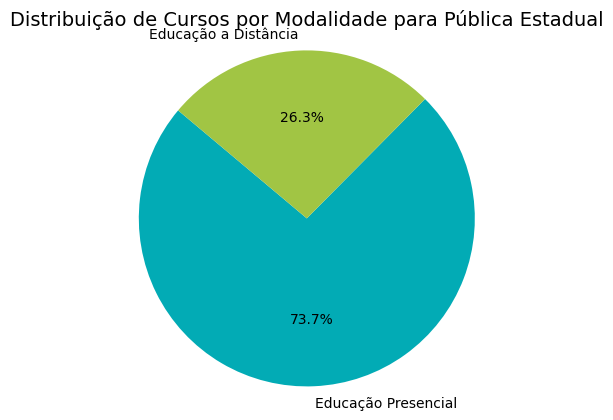 Distribuição de Cursos por Modalidade para Pública Estadual
Educação a Distância
26.3%
73.7%
Educação Presencial